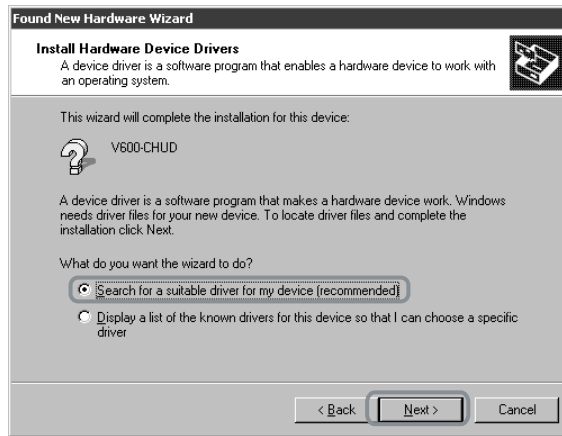 Found New Hardware Wizard
Install Hardware Device Drivers
A device driver is a software program that enables a hardware device to work with
an operating system.
This wizard will complete the installation for this device:
V600-CHUD
A device driver is a software program that makes a hardware device work. Windows
needs driver files for your new device. To locate driver files and complete the
installation click Next.
What do you want the wizard to do?
Search for a suitable driver for my device (recommended)
Display a list of the known drivers for this device so that I can choose a specific
driver
< Back Next > Cancel